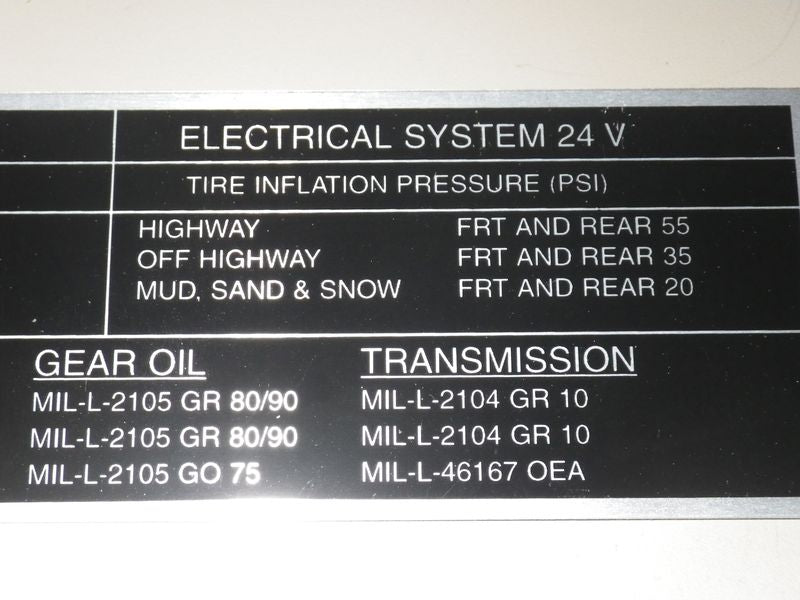 ELECTRICAL SYSTEM 24 V
TIRE INFLATION PRESSURE (PSI)
HIGHWAY FRT AND REAR 55
OFF HIGHWAY FRT AND REAR 35
MUD, SAND & SNOW FRT AND REAR 20
GEAR OIL TRANSMISSION
MIL-L-2105 GR 80/90 MIL-L-2104 GR 10
MIL-L-2105 GR 80/90 MIL-L-2104 GR 10
MIL-L-2105 GO 75 MIL-L-46167 OEA